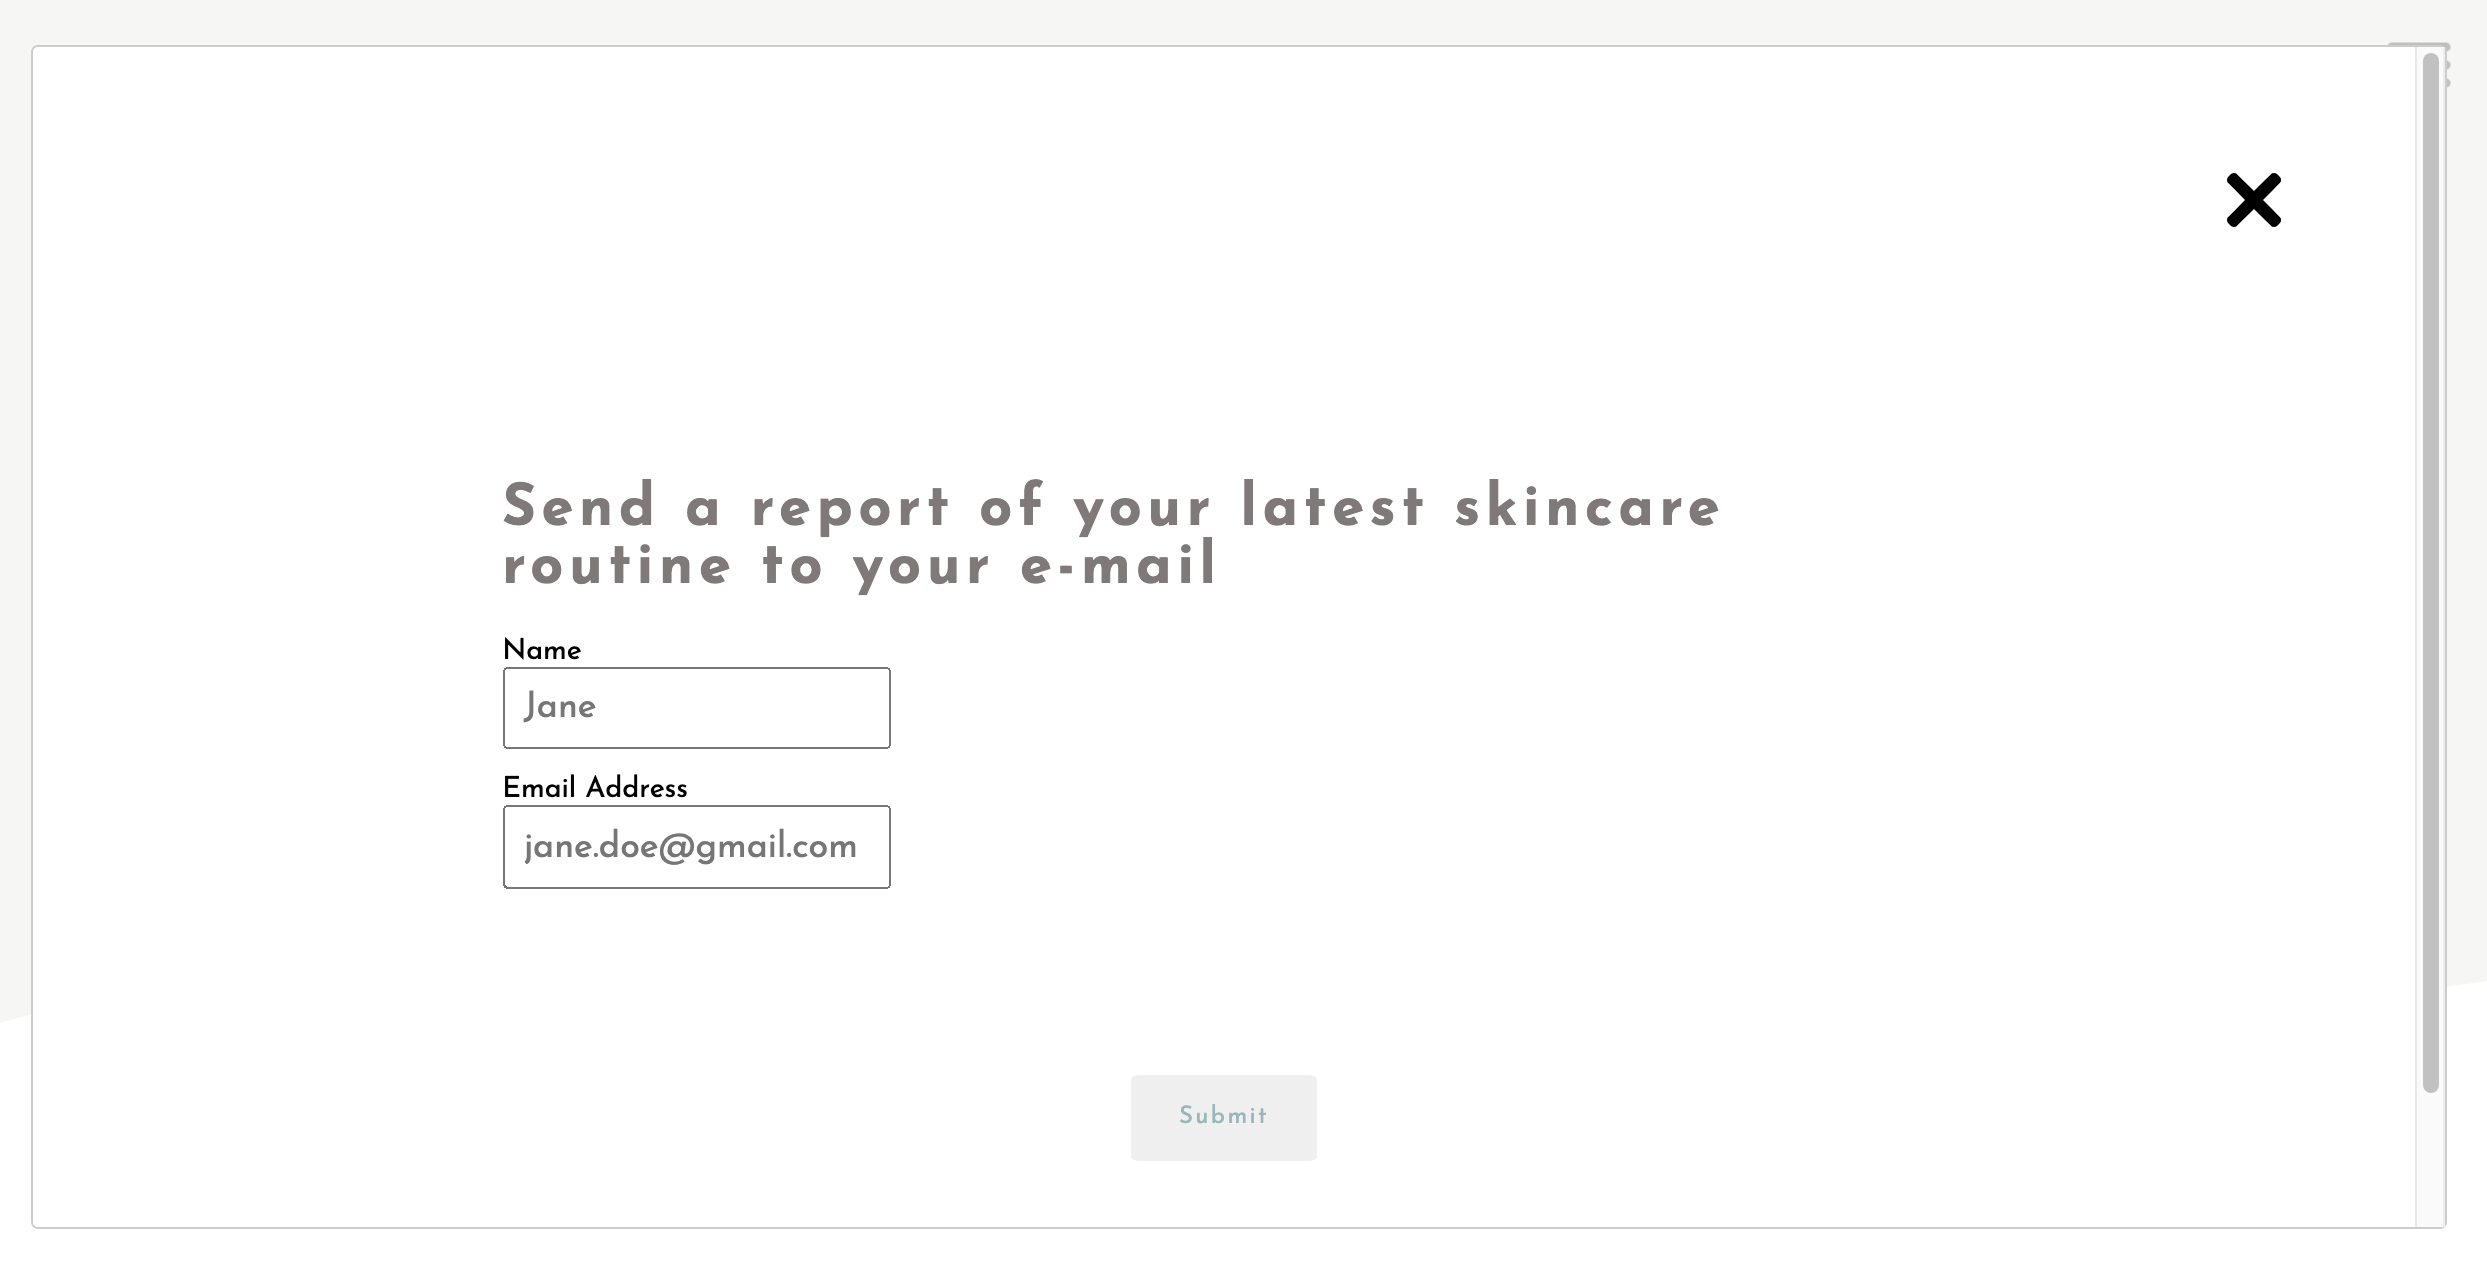 Send a report of your latest skincare
routine to your e-mail
Name
Jane
Email Address
jane.doe@gmail.com
Submit